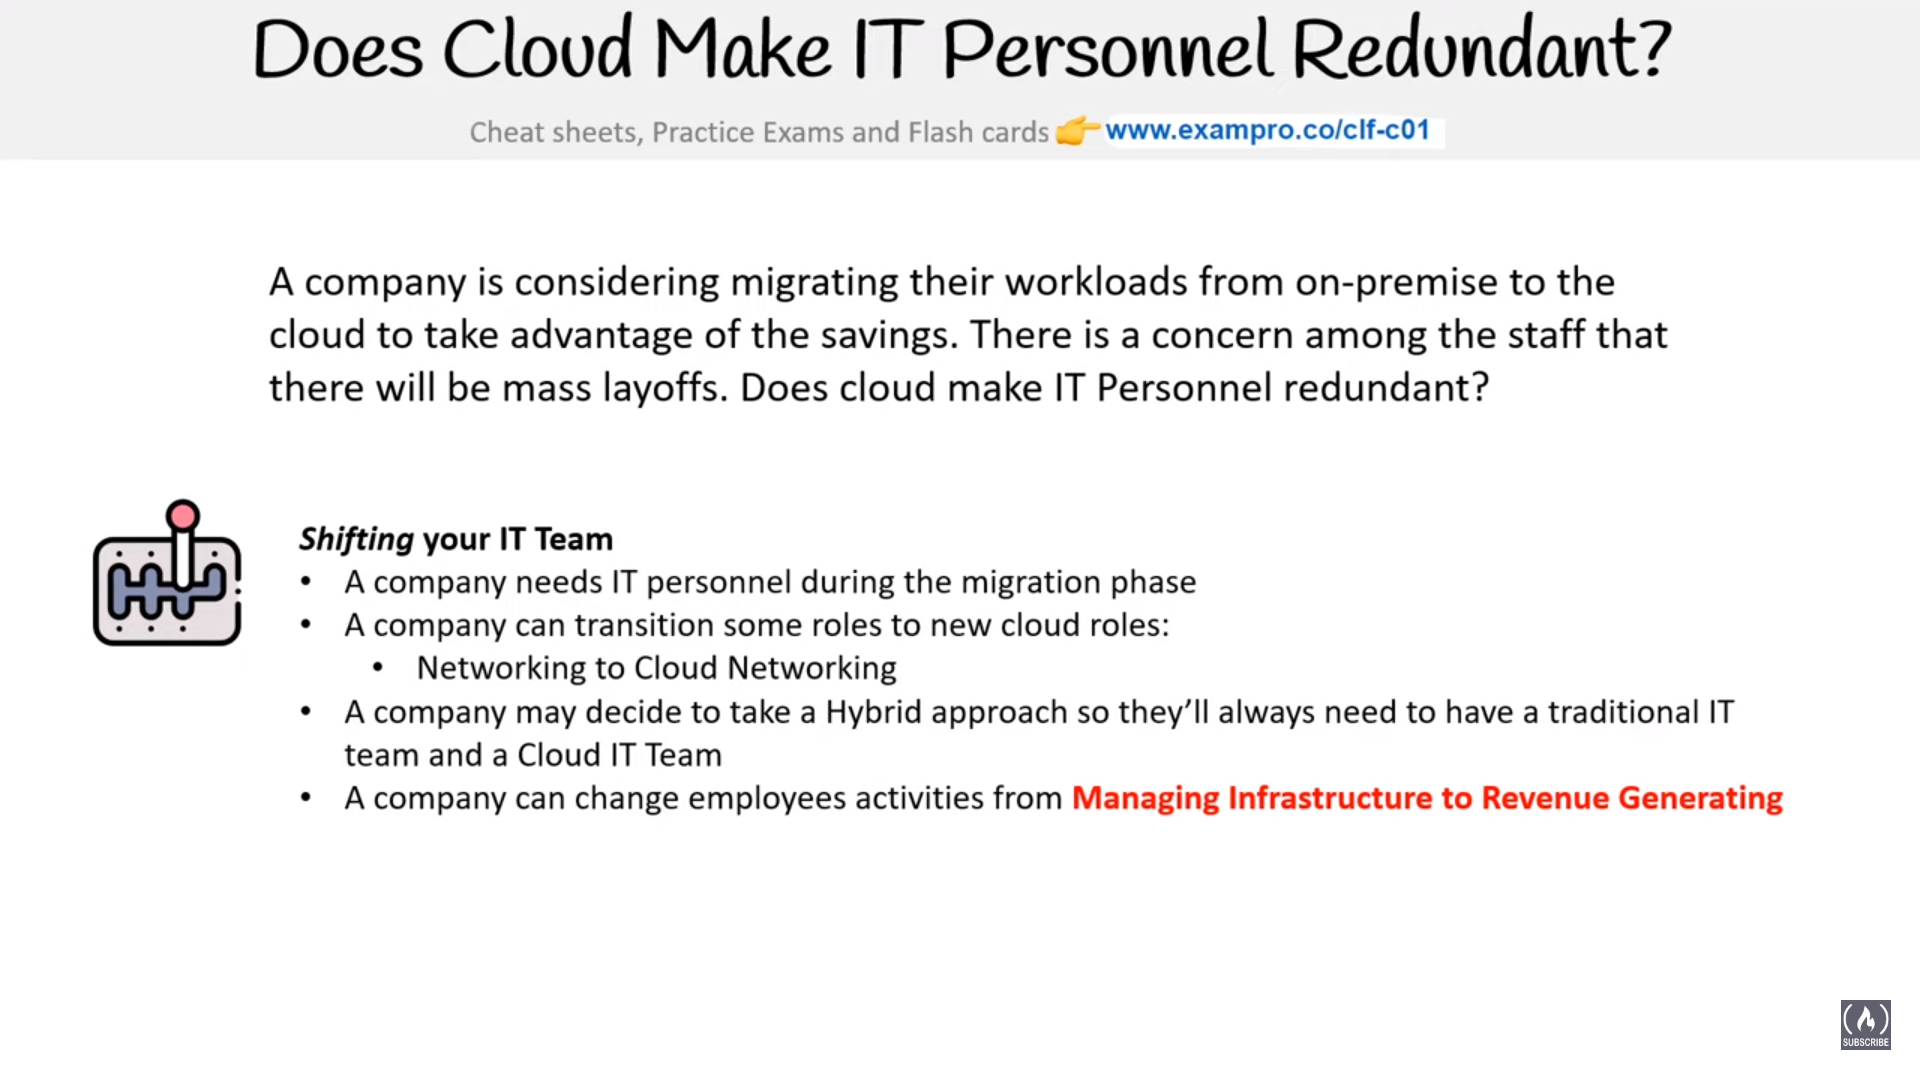 Does Cloud Make IT Personnel Redundant?
Cheat sheets, Practice Exams and Flash cards 👉 www.exampro.co/clf-c01
A company is considering migrating their workloads from on-premise to the
cloud to take advantage of the savings. There is a concern among the staff that
there will be mass layoffs. Does cloud make IT Personnel redundant?
Shifting your IT Team
• A company needs IT personnel during the migration phase
• A company can transition some roles to new cloud roles:
• Networking to Cloud Networking
• A company may decide to take a Hybrid approach so they’ll always need to have a traditional IT
team and a Cloud IT Team
• A company can change employees activities from Managing Infrastructure to Revenue Generating
SUBSCRIBE